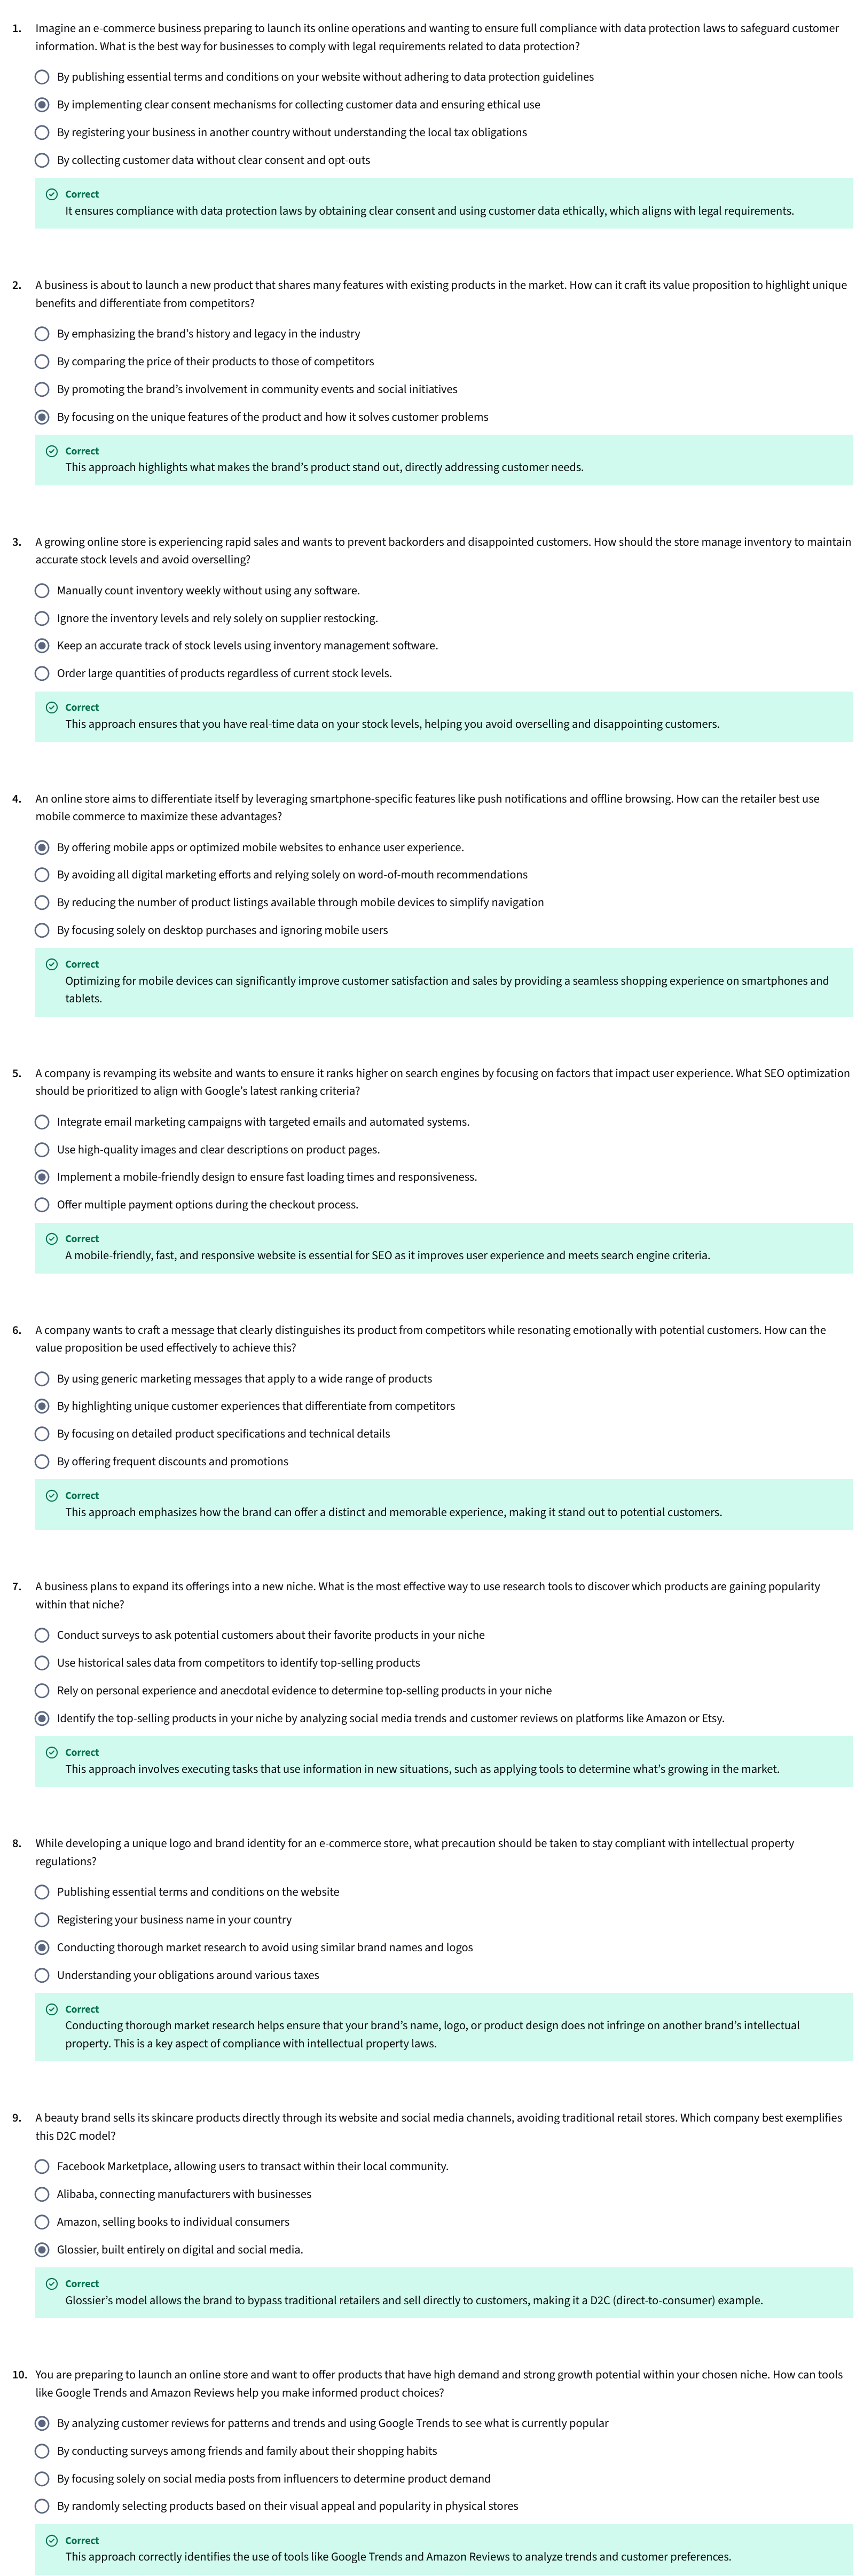 1. Imagine an e-commerce business preparing to launch its online operations and wanting to ensure full compliance with data protection laws to safeguard customer
information. What is the best way for businesses to comply with legal requirements related to data protection?
By publishing essential terms and conditions on your website without adhering to data protection guidelines
By implementing clear consent mechanisms for collecting customer data and ensuring ethical use
By registering your business in another country without understanding the local tax obligations
By collecting customer data without clear consent and opt-outs
Correct
It ensures compliance with data protection laws by obtaining clear consent and using customer data ethically, which aligns with legal requirements.
2. A business is about to launch a new product that shares many features with existing products in the market. How can it craft its value proposition to highlight unique
benefits and differentiate from competitors?
By emphasizing the brand’s history and legacy in the industry
By comparing the price of their products to those of competitors
By promoting the brand’s involvement in community events and social initiatives
By focusing on the unique features of the product and how it solves customer problems
Correct
This approach highlights what makes the brand’s product stand out, directly addressing customer needs.
3. A growing online store is experiencing rapid sales and wants to prevent backorders and disappointed customers. How should the store manage inventory to maintain
accurate stock levels and avoid overselling?
Manually count inventory weekly without using any software.
Ignore the inventory levels and rely solely on supplier restocking.
Keep an accurate track of stock levels using inventory management software.
Order large quantities of products regardless of current stock levels.
Correct
This approach ensures that you have real-time data on your stock levels, helping you avoid overselling and disappointing customers.
4. An online store aims to differentiate itself by leveraging smartphone-specific features like push notifications and offline browsing. How can the retailer best use
mobile commerce to maximize these advantages?
By offering mobile apps or optimized mobile websites to enhance user experience.
By avoiding all digital marketing efforts and relying solely on word-of-mouth recommendations
By reducing the number of product listings available through mobile devices to simplify navigation
By focusing solely on desktop purchases and ignoring mobile users
Correct
Optimizing for mobile devices can significantly improve customer satisfaction and sales by providing a seamless shopping experience on smartphones and
tablets.
5. A company is revamping its website and wants to ensure it ranks higher on search engines by focusing on factors that impact user experience. What SEO optimization
should be prioritized to align with Google’s latest ranking criteria?
Integrate email marketing campaigns with targeted emails and automated systems.
Use high-quality images and clear descriptions on product pages.
Implement a mobile-friendly design to ensure fast loading times and responsiveness.
Offer multiple payment options during the checkout process.
Correct
A mobile-friendly, fast, and responsive website is essential for SEO as it improves user experience and meets search engine criteria.
6. A company wants to craft a message that clearly distinguishes its product from competitors while resonating emotionally with potential customers. How can the
value proposition be used effectively to achieve this?
By using generic marketing messages that apply to a wide range of products
By highlighting unique customer experiences that differentiate from competitors
By focusing on detailed product specifications and technical details
By offering frequent discounts and promotions
Correct
This approach emphasizes how the brand can offer a distinct and memorable experience, making it stand out to potential customers.
7. A business plans to expand its offerings into a new niche. What is the most effective way to use research tools to discover which products are gaining popularity
within that niche?
Conduct surveys to ask potential customers about their favorite products in your niche
Use historical sales data from competitors to identify top-selling products
Rely on personal experience and anecdotal evidence to determine top-selling products in your niche
Identify the top-selling products in your niche by analyzing social media trends and customer reviews on platforms like Amazon or Etsy.
Correct
This approach involves executing tasks that use information in new situations, such as applying tools to determine what’s growing in the market.
8. While developing a unique logo and brand identity for an e-commerce store, what precaution should be taken to stay compliant with intellectual property
regulations?
Publishing essential terms and conditions on the website
Registering your business name in your country
Conducting thorough market research to avoid using similar brand names and logos
Understanding your obligations around various taxes
Correct
Conducting thorough market research helps ensure that your brand’s name, logo, or product design does not infringe on another brand’s intellectual
property. This is a key aspect of compliance with intellectual property laws.
9. A beauty brand sells its skincare products directly through its website and social media channels, avoiding traditional retail stores. Which company best exemplifies
this D2C model?
Facebook Marketplace, allowing users to transact within their local community.
Alibaba, connecting manufacturers with businesses
Amazon, selling books to individual consumers
Glossier, built entirely on digital and social media.
Correct
Glossier’s model allows the brand to bypass traditional retailers and sell directly to customers, making it a D2C (direct-to-consumer) example.
10. You are preparing to launch an online store and want to offer products that have high demand and strong growth potential within your chosen niche. How can tools
like Google Trends and Amazon Reviews help you make informed product choices?
By analyzing customer reviews for patterns and trends and using Google Trends to see what is currently popular
By conducting surveys among friends and family about their shopping habits
By focusing solely on social media posts from influencers to determine product demand
By randomly selecting products based on their visual appeal and popularity in physical stores
Correct
This approach correctly identifies the use of tools like Google Trends and Amazon Reviews to analyze trends and customer preferences.